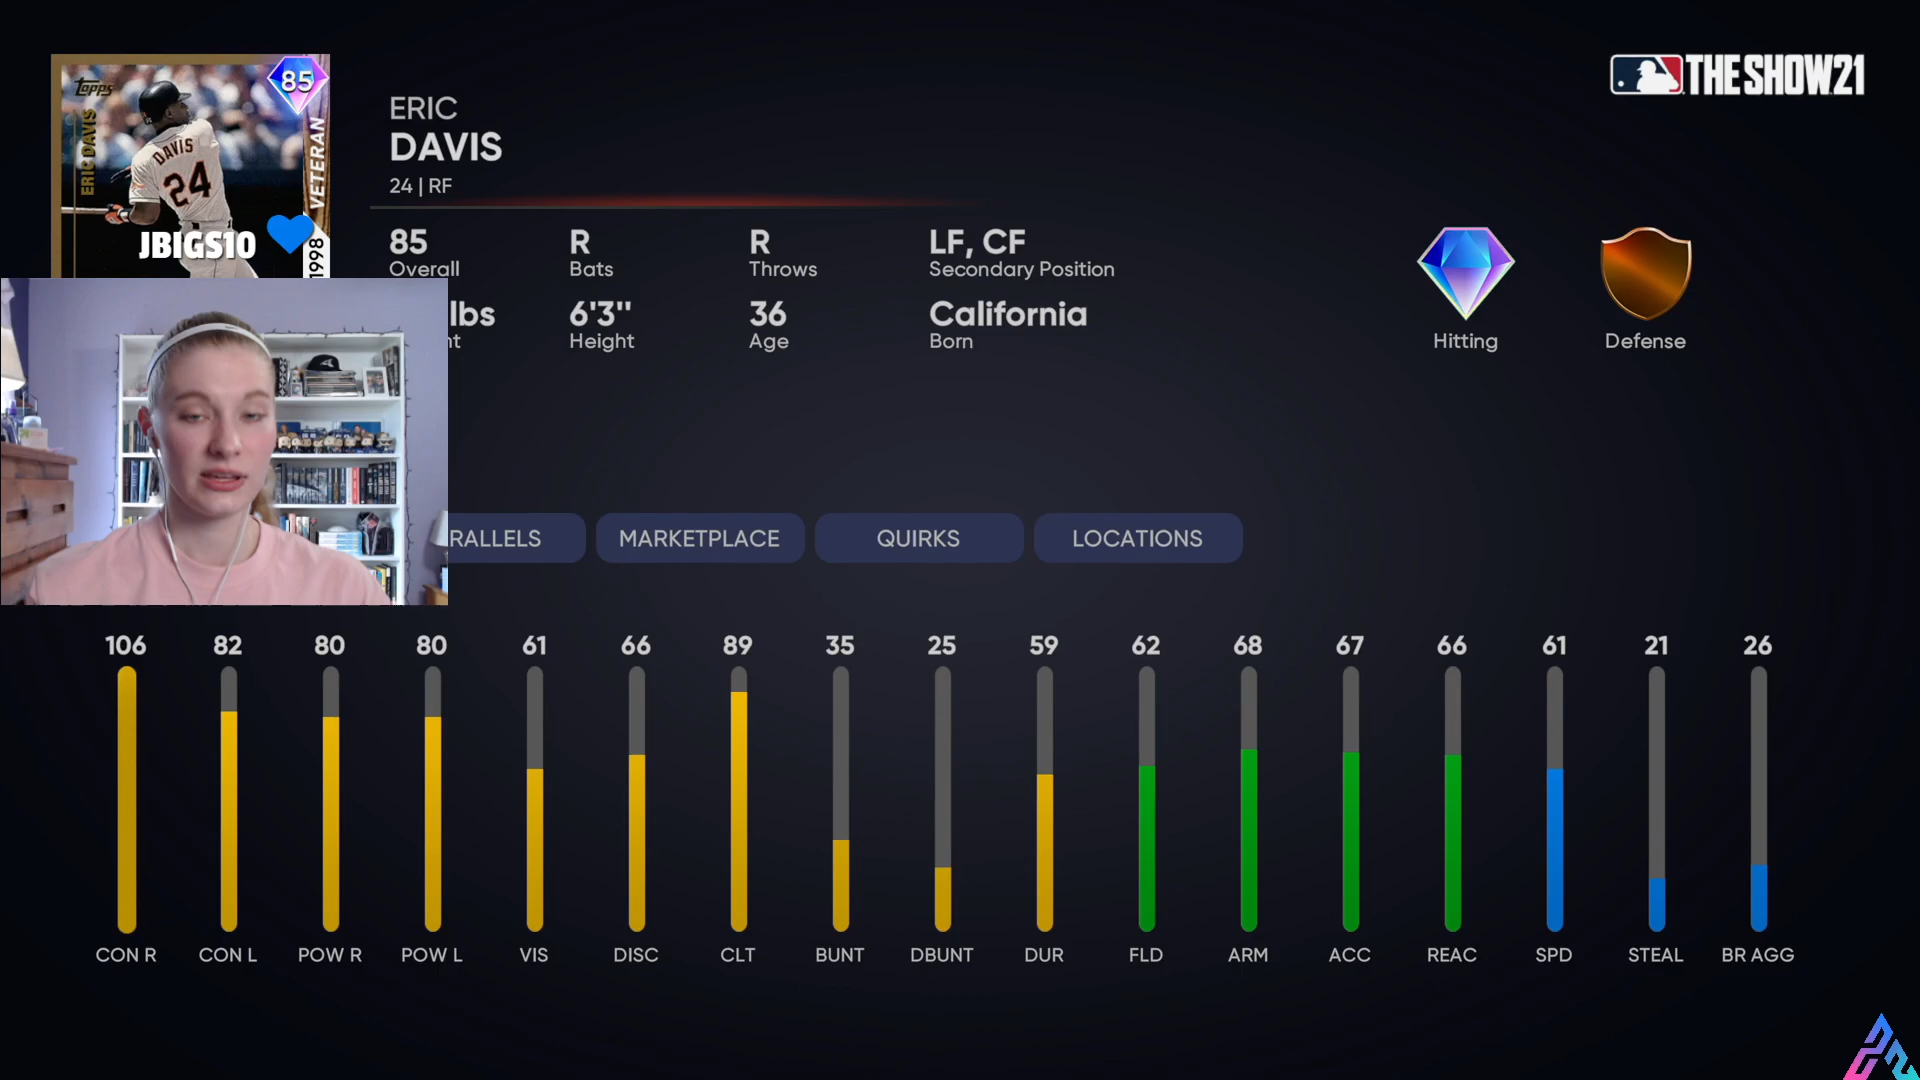 Topps
85
ERIC DAVIS
DAVIS
24
VETERAN
1998
JBIGS10
ERIC
DAVIS
24 | RF
MLB THE SHOW 21
85
Overall
R
Bats
R
Throws
LF, CF
Secondary Position
lbs
6'3"
Height
36
Age
California
Born
Hitting
Defense
RALLELS
MARKETPLACE
QUIRKS
LOCATIONS
106 82 80 80 61 66 89 35 25 59 62 68 67 66 61 21 26
CON R CON L POW R POW L VIS DISC CLT BUNT DBUNT DUR FLD ARM ACC REAC SPD STEAL BR AGG